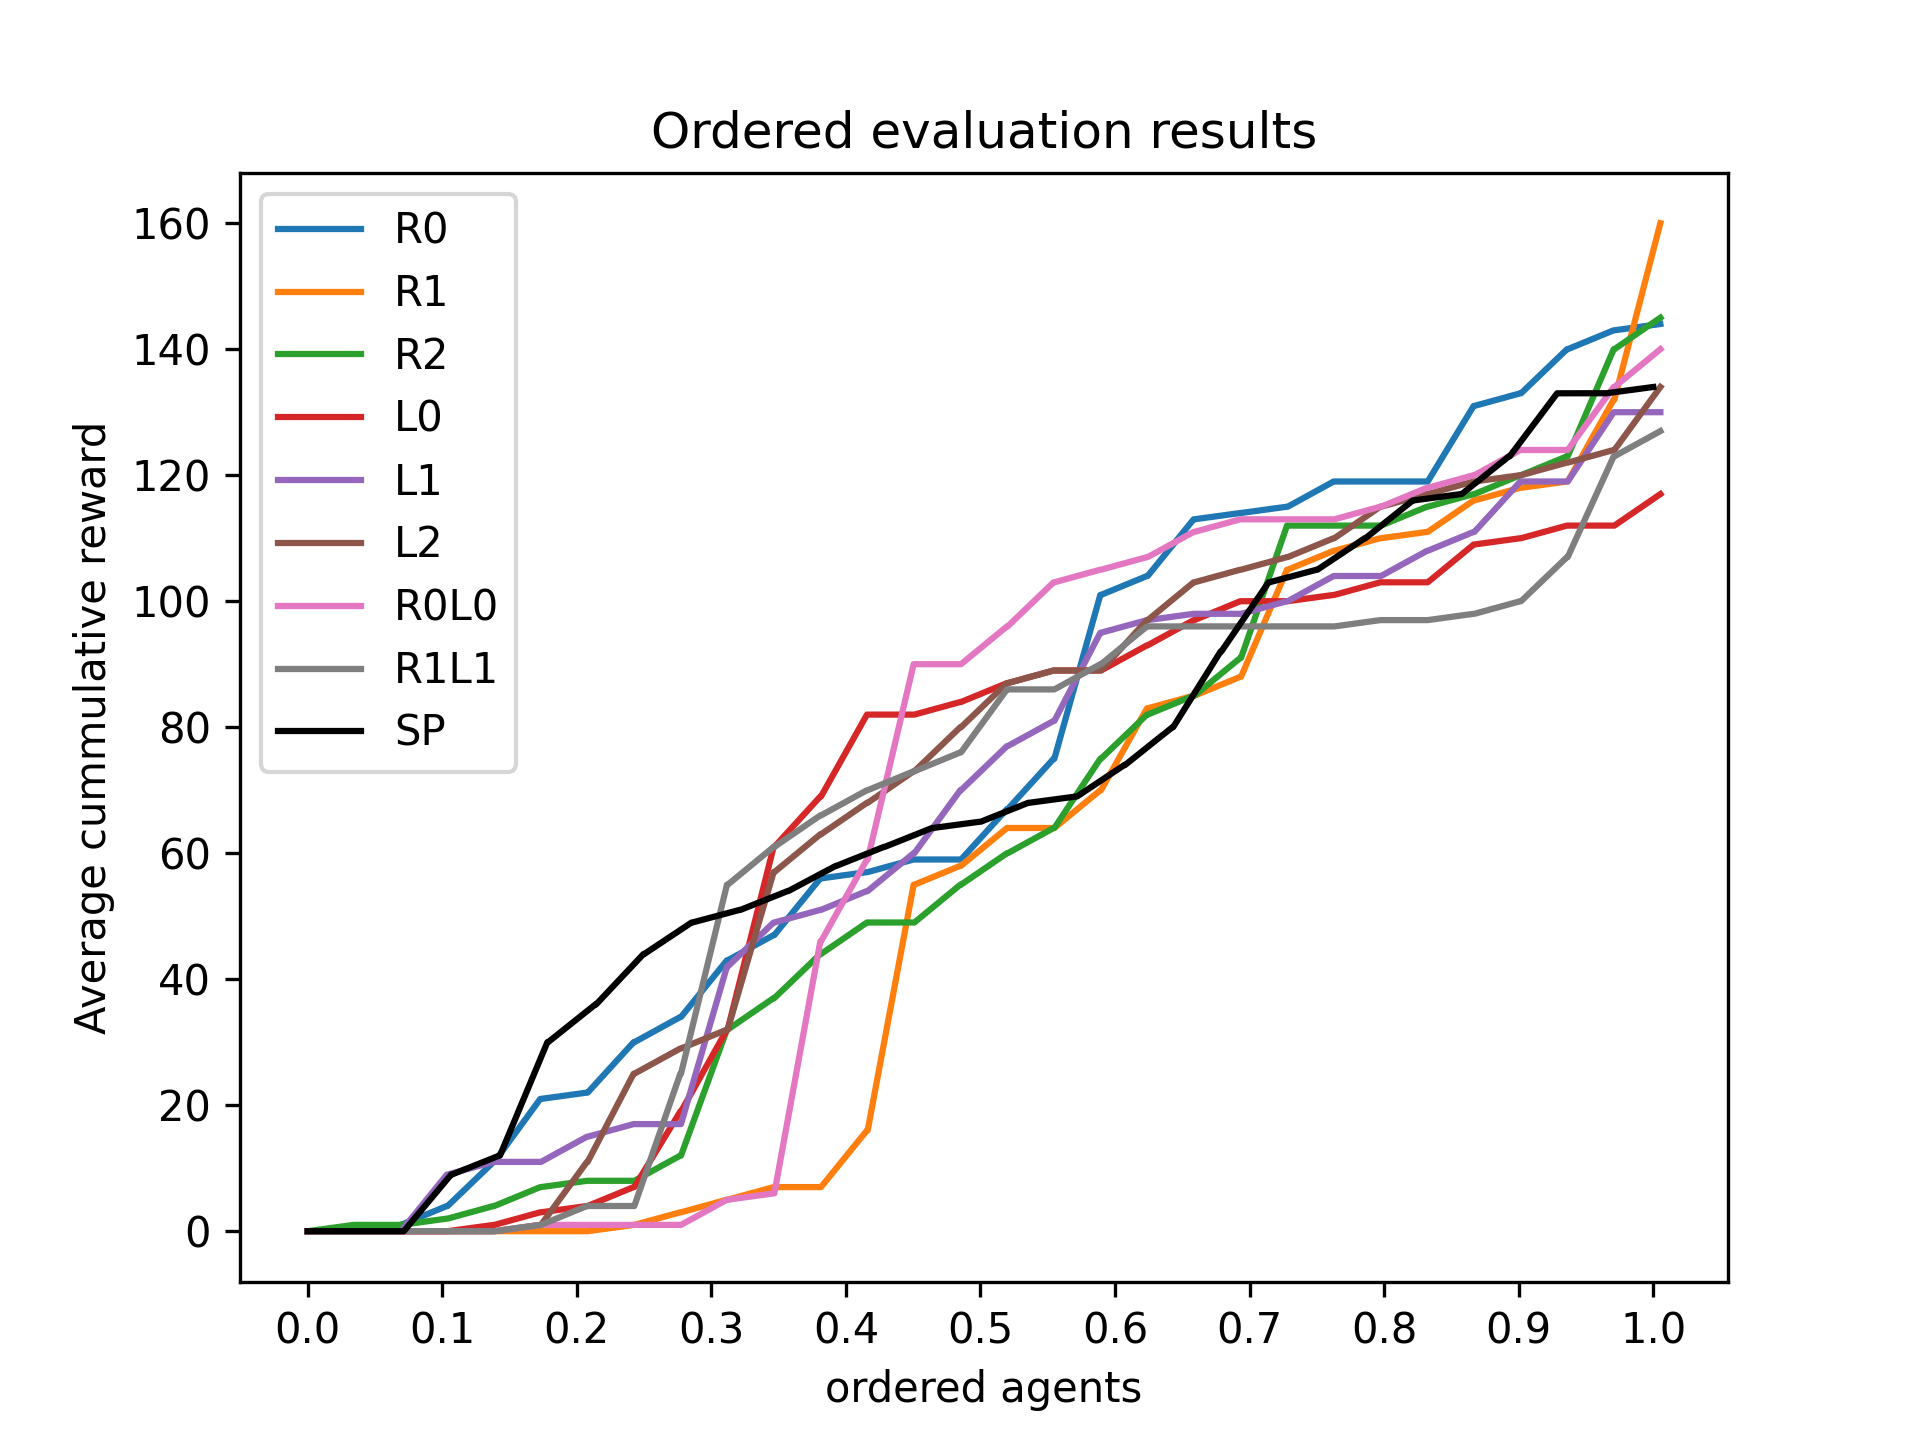 Ordered evaluation results
R0
R1
R2
L0
L1
L2
R0L0
R1L1
SP
160
140
120
100
80
60
40
20
0
Average cummulative reward
0.0 0.1 0.2 0.3 0.4 0.5 0.6 0.7 0.8 0.9 1.0
ordered agents